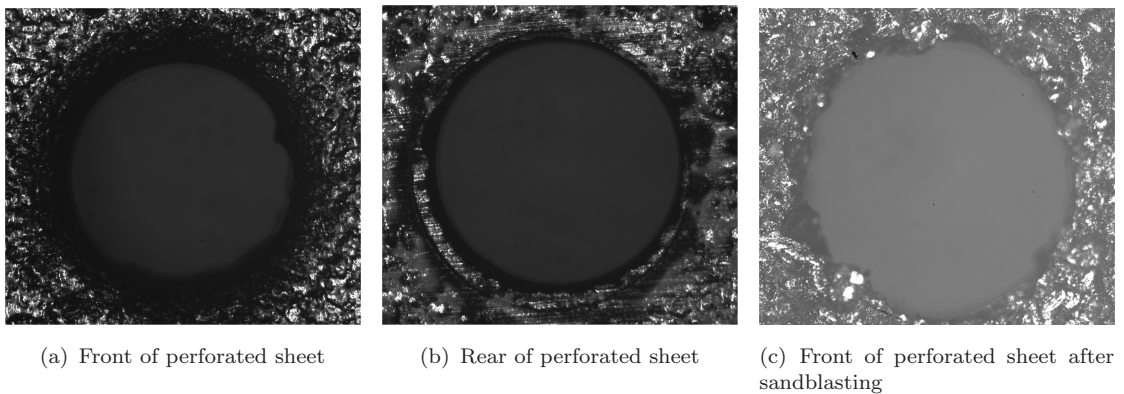 (a) Front of perforated sheet
(b) Rear of perforated sheet
(c) Front of perforated sheet after
sandblasting